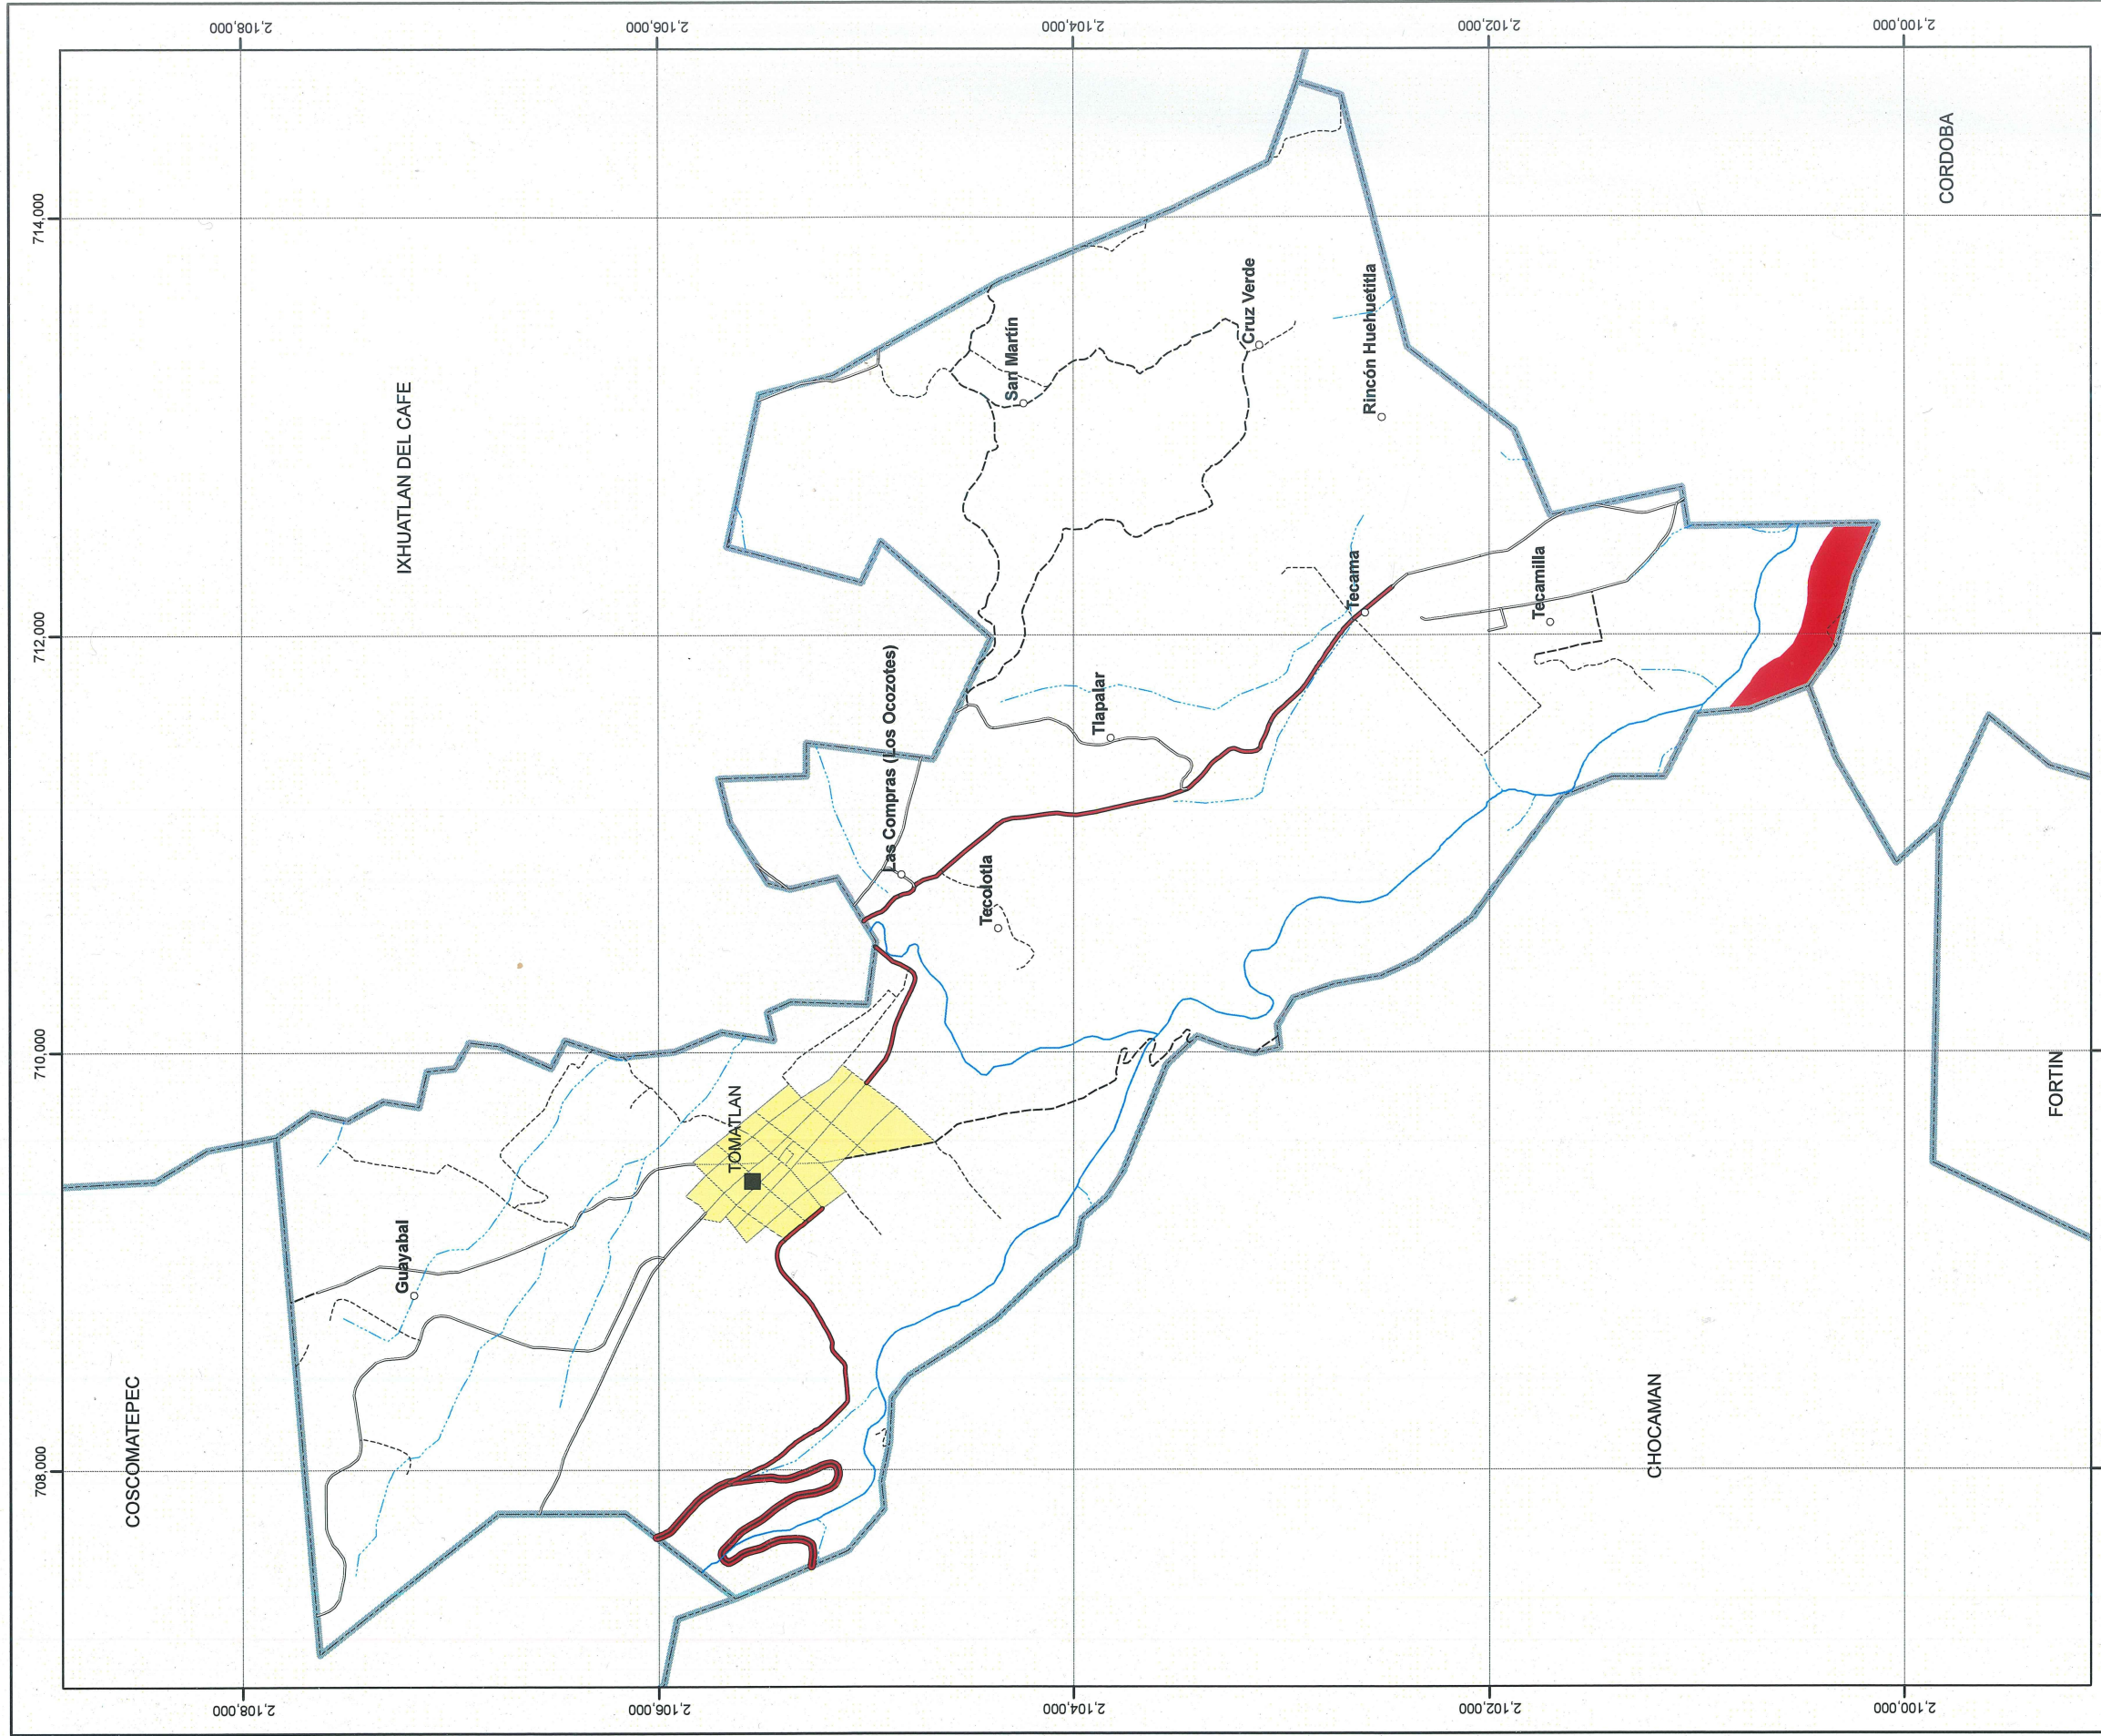 2,108,000
2,106,000
2,104,000
2,102,000
2,100,000
714,000
712,000
710,000
708,000
IXHUATLAN DEL CAFE
CORDOBA
COSCOMATEPEC
CHOCAMAN
FORTIN
TOMATLAN
San Martín
Cruz Verde
Rincón Huehuetitla
Tecama
Tecamilla
Las Compras (Los Ocozotes)
Tlapalar
Tecolotla
Guayabal
2,108,000
2,106,000
2,104,000
2,102,000
2,100,000